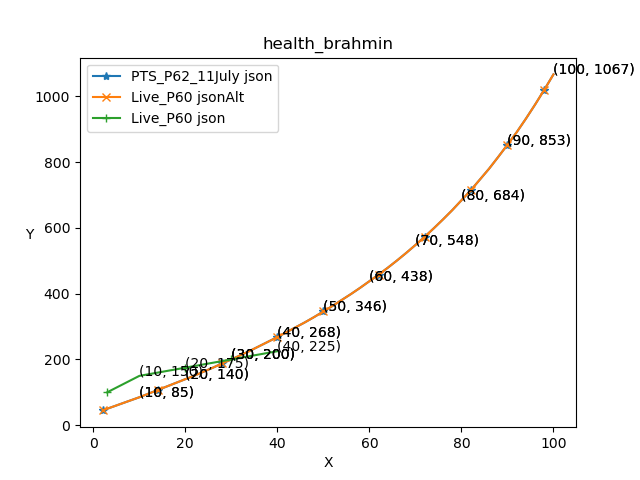 health_brahmin
PTS_P62_11July json
Live_P60 jsonAlt
Live_P60 json
(100, 1067)
(90, 853)
(80, 684)
(70, 548)
(60, 438)
(50, 346)
(40, 268)
(40, 225)
(30, 200)
(20, 175)
(20, 140)
(10, 150)
(10, 85)
Y
1000
800
600
400
200
0
0 20 40 60 80 100
X